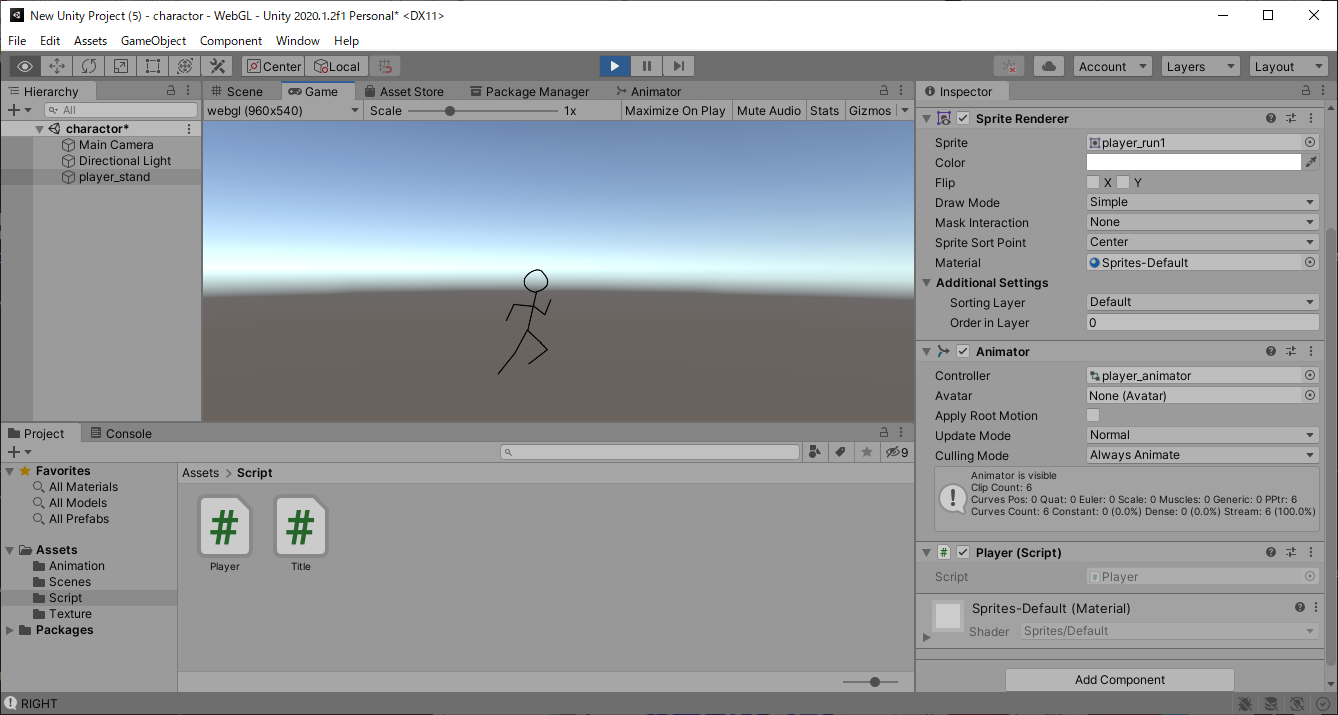 New Unity Project (5) - charactor - WebGL - Unity 2020.1.2f1 Personal* <DX11>
File Edit Assets GameObject Component Window Help
Center Local Account Layers Layout
Hierarchy
All
charactor*
Main Camera
Directional Light
player_stand
Scene Game Asset Store Package Manager Animator
webgl (960x540) Scale 1x Maximize On Play Mute Audio Stats Gizmos
Project Console
9
Favorites
All Materials
All Models
All Prefabs
Assets
Animation
Scenes
Script
Texture
Packages
Assets > Script
# #
Player Title
Inspector
Sprite Renderer
Sprite player_run1
Color
Flip X Y
Draw Mode Simple
Mask Interaction None
Sprite Sort Point Center
Material Sprites-Default
Additional Settings
Sorting Layer Default
Order in Layer 0
Animator
Controller player_animator
Avatar None (Avatar)
Apply Root Motion
Update Mode Normal
Culling Mode Always Animate
Animator is visible
Clip Count: 6
Curves Pos: 0 Quat: 0 Euler: 0 Scale: 0 Muscles: 0 Generic: 0 PPtr: 6
Curves Count: 6 Constant: 0 (0.0%) Dense: 0 (0.0%) Stream: 6 (100.0%)
# Player (Script)
Script # Player
Sprites-Default (Material)
Shader Sprites/Default
Add Component
RIGHT